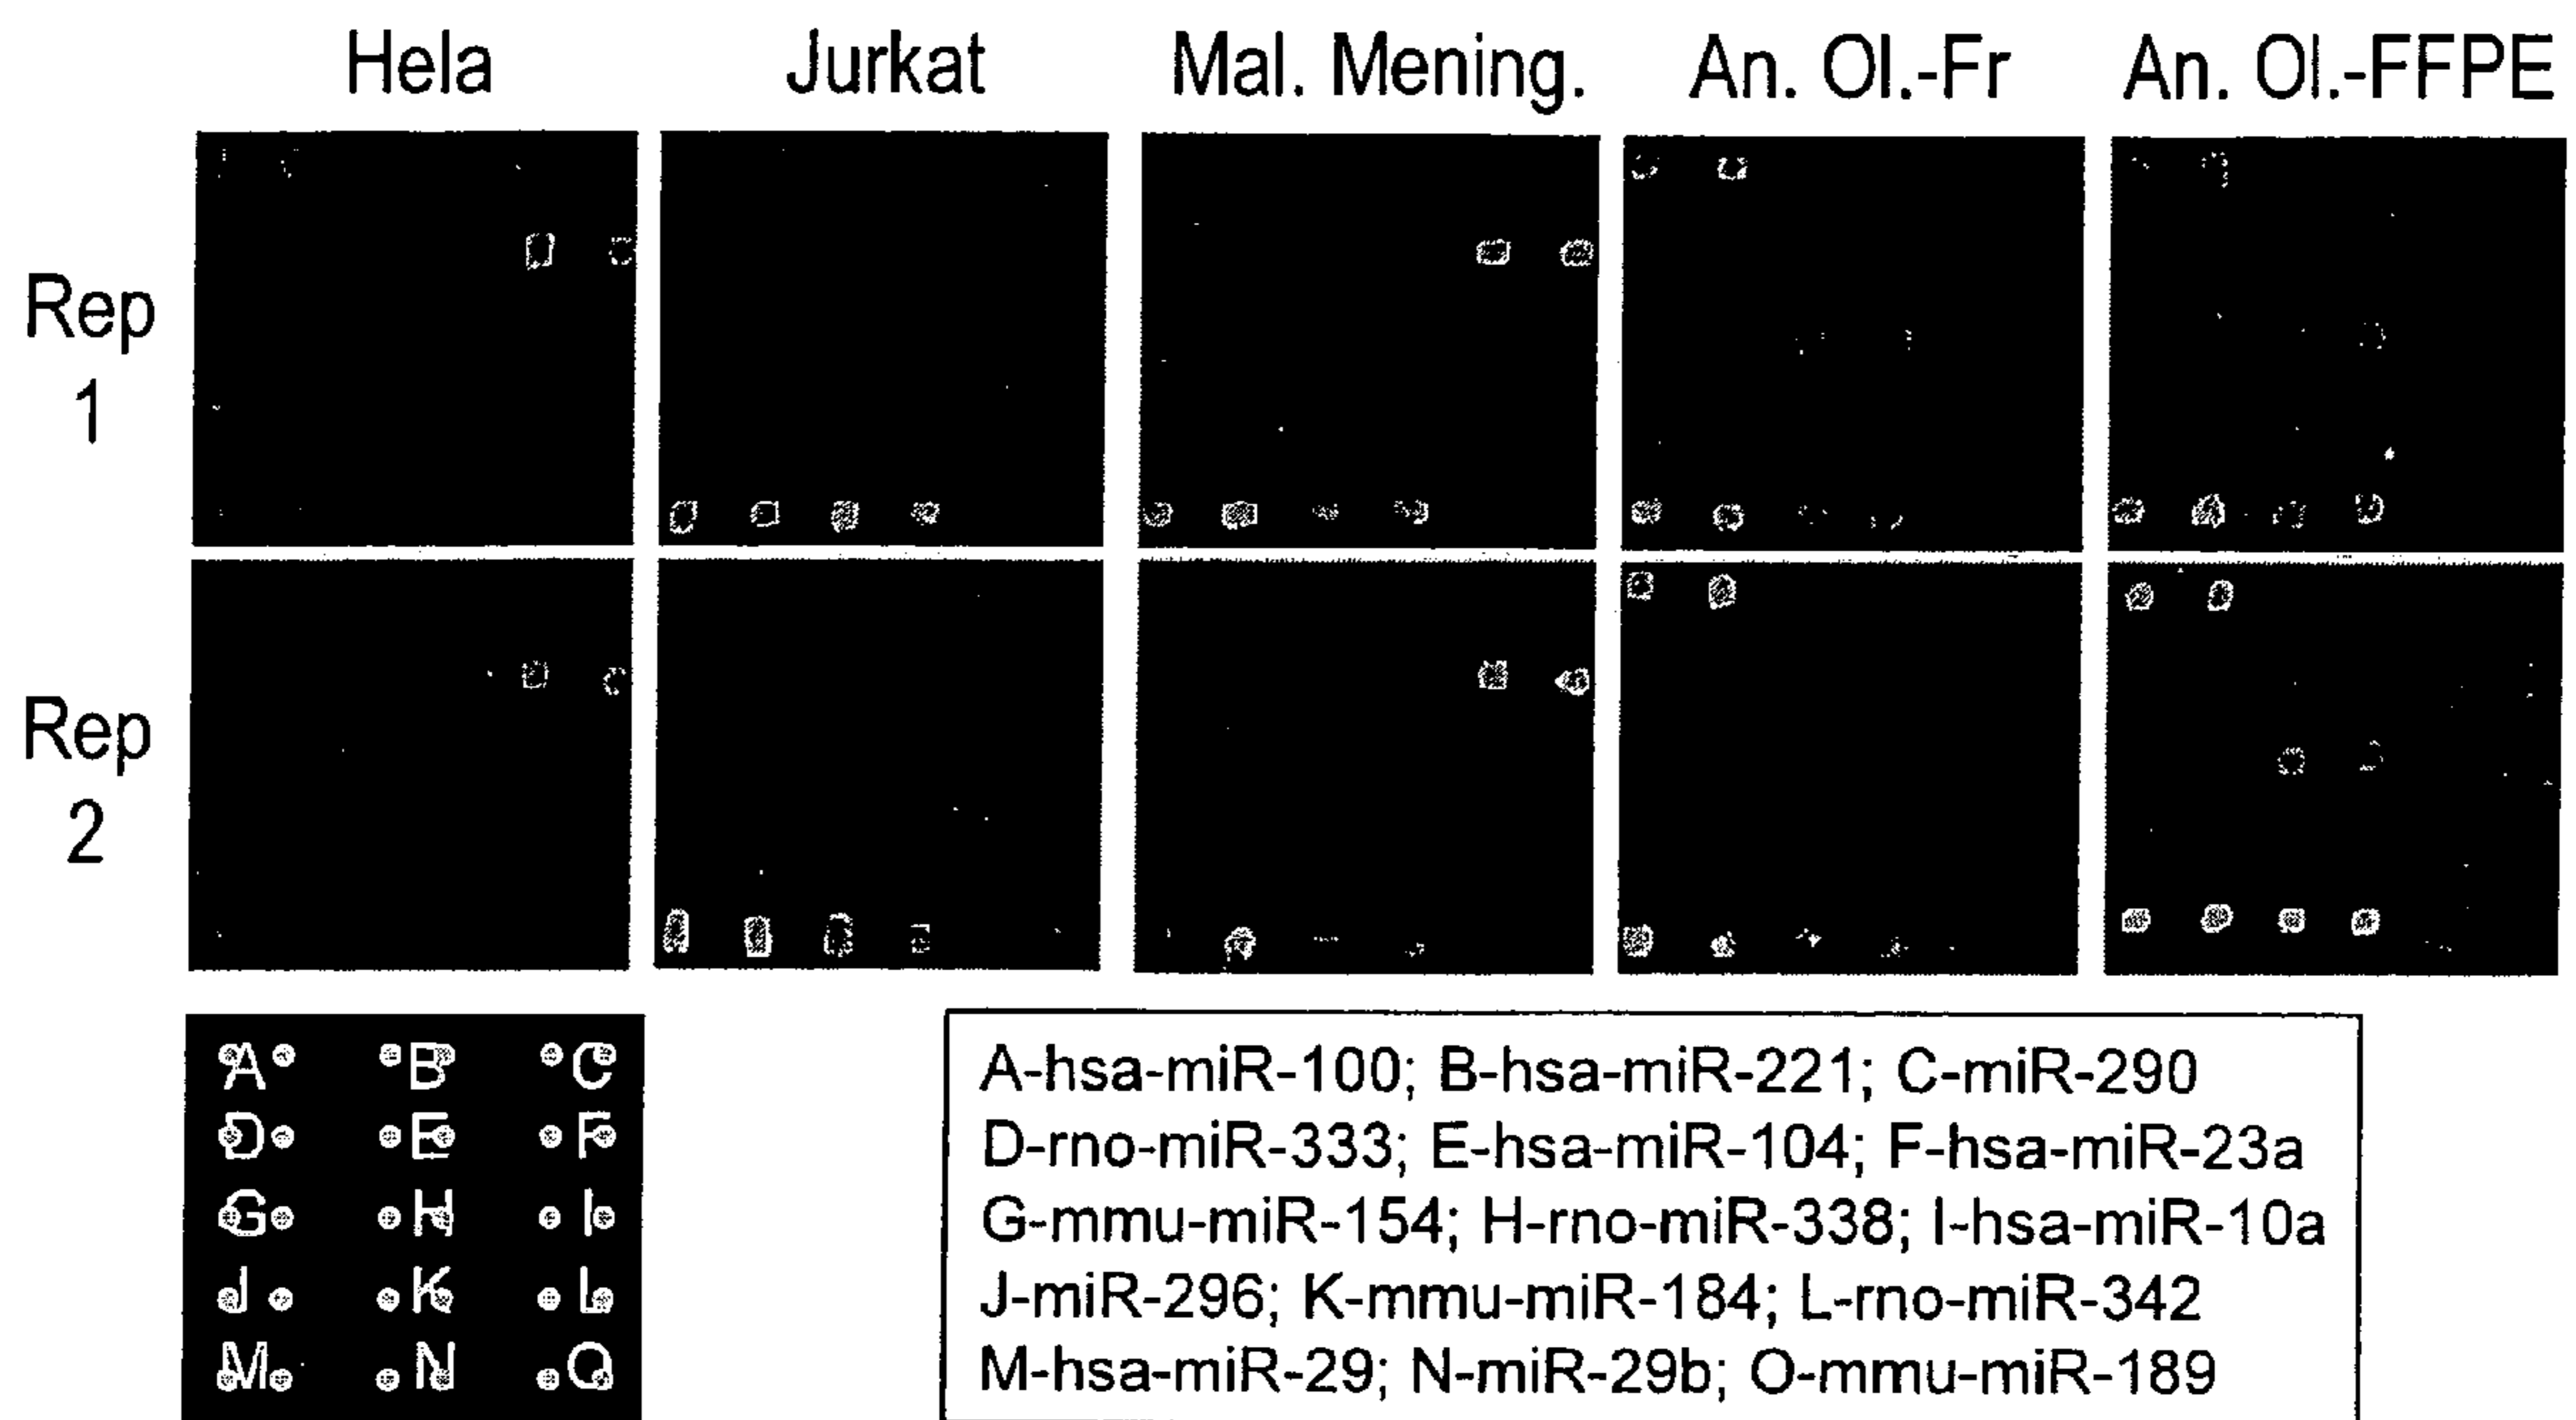 Hela Jurkat Mal. Mening. An. Ol.-Fr An. Ol.-FFPE
Rep
1
Rep
2
A B C
D E F
G H I
J K L
M N O
A-hsa-miR-100; B-hsa-miR-221; C-miR-290
D-rno-miR-333; E-hsa-miR-104; F-hsa-miR-23a
G-mmu-miR-154; H-rno-miR-338; I-hsa-miR-10a
J-miR-296; K-mmu-miR-184; L-rno-miR-342
M-hsa-miR-29; N-miR-29b; O-mmu-miR-189